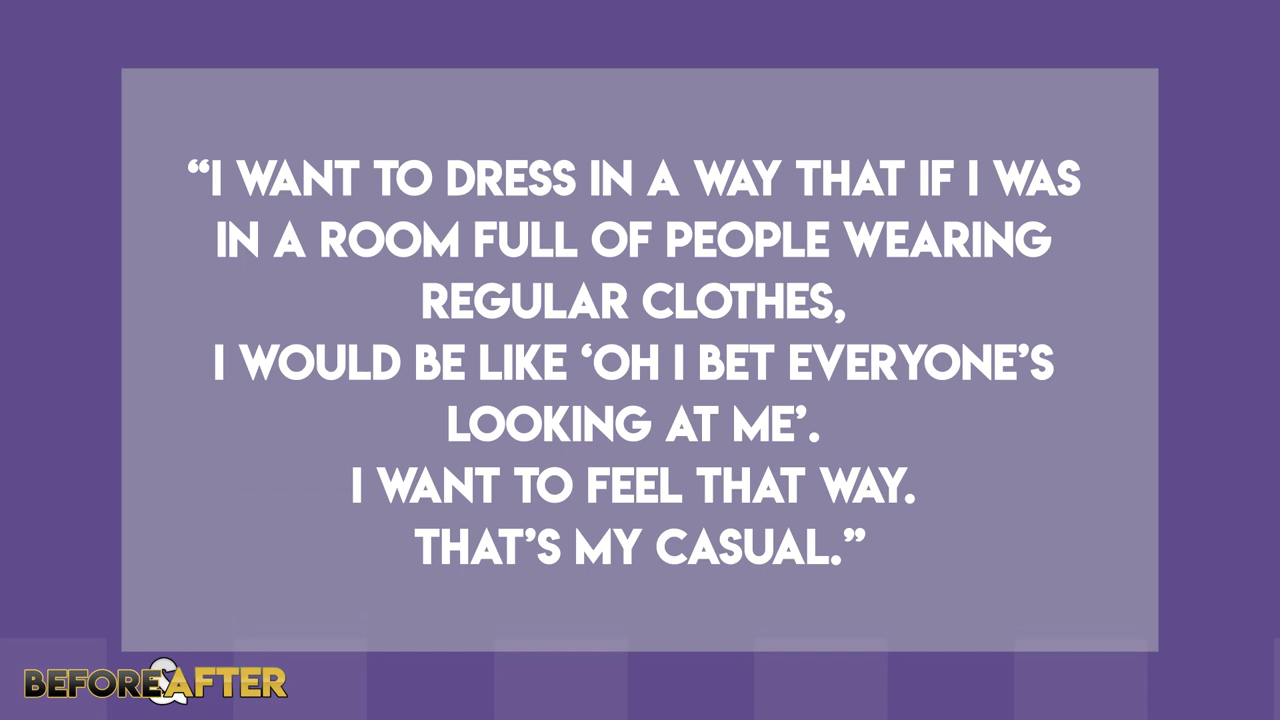 “I WANT TO DRESS IN A WAY THAT IF I WAS
IN A ROOM FULL OF PEOPLE WEARING
REGULAR CLOTHES,
I WOULD BE LIKE ‘OH I BET EVERYONE’S
LOOKING AT ME’.
I WANT TO FEEL THAT WAY.
THAT’S MY CASUAL.”
BEFORE&AFTER